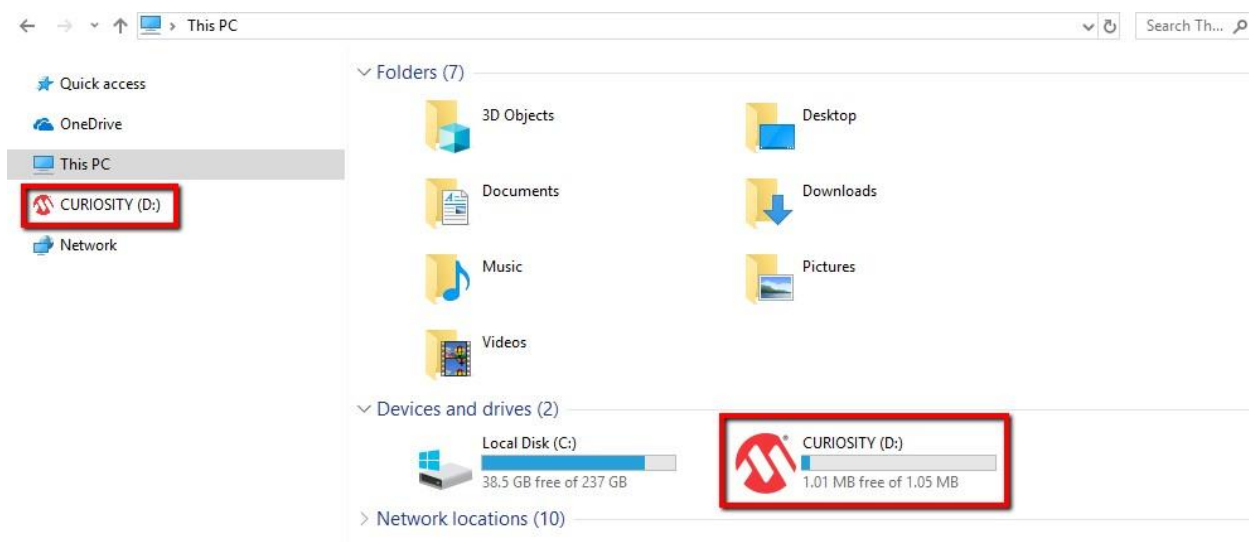 This PC
Search Th...
Quick access
OneDrive
This PC
CURIOSITY (D:)
Network
Folders (7)
3D Objects
Desktop
Documents
Downloads
Music
Pictures
Videos
Devices and drives (2)
Local Disk (C:)
38.5 GB free of 237 GB
CURIOSITY (D:)
1.01 MB free of 1.05 MB
Network locations (10)